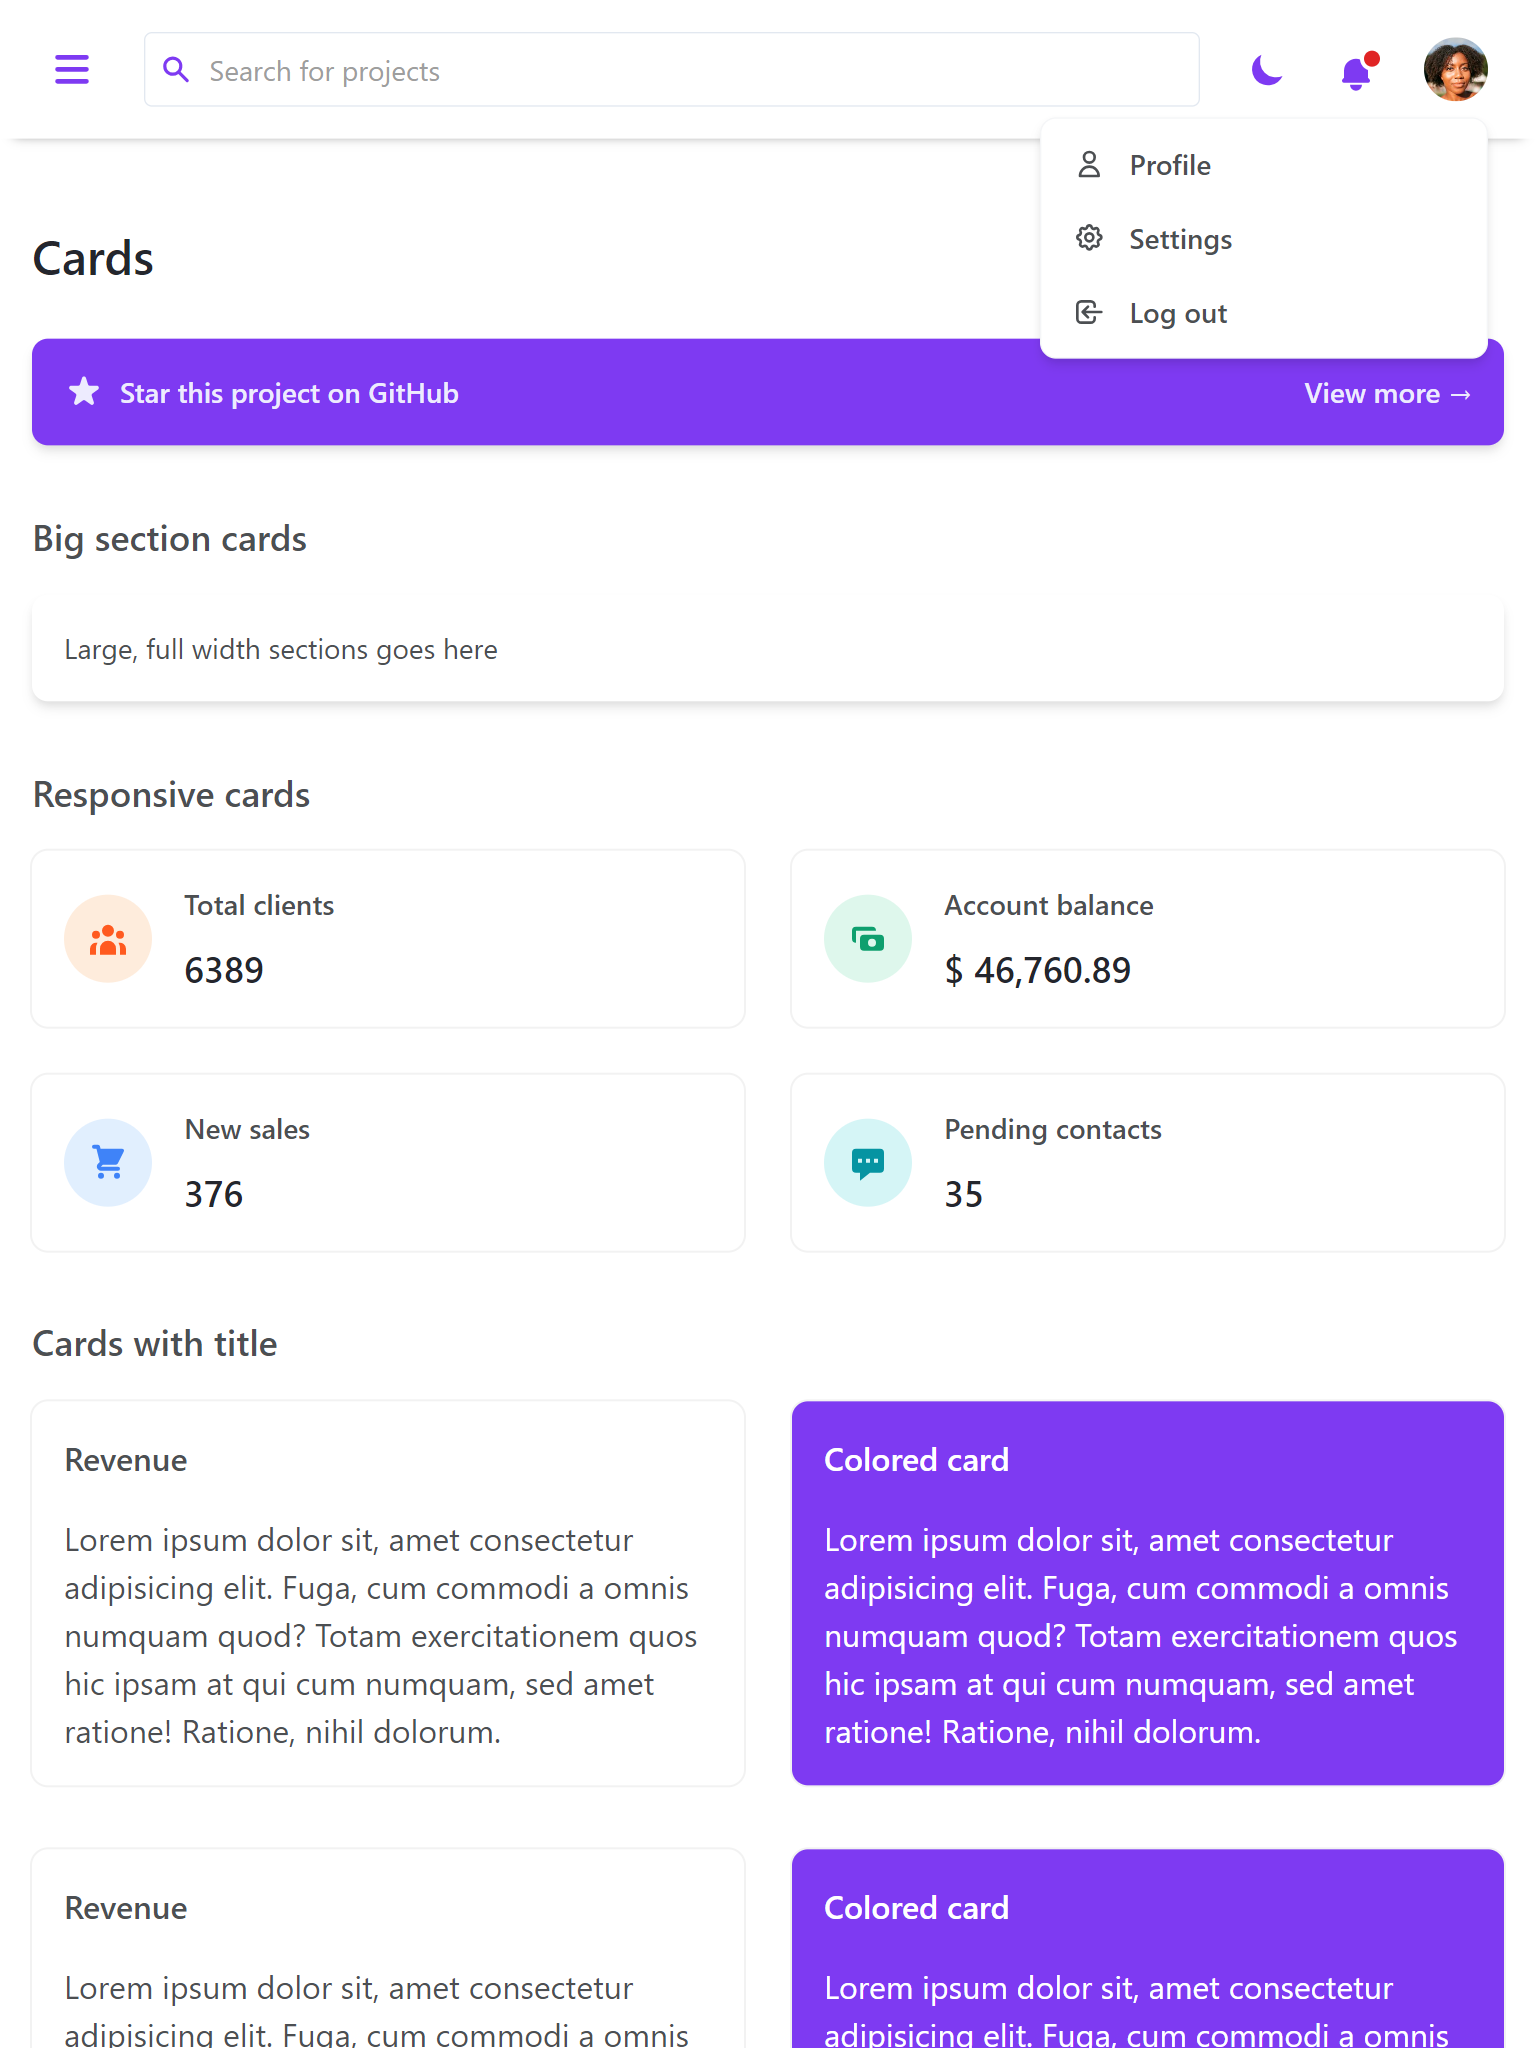 Search for projects
Profile
Settings
Log out
Cards
Star this project on GitHub
View more →
Big section cards
Large, full width sections goes here
Responsive cards
Total clients
6389
Account balance
$ 46,760.89
New sales
376
Pending contacts
35
Cards with title
Revenue
Lorem ipsum dolor sit, amet consectetur
adipisicing elit. Fuga, cum commodi a omnis
numquam quod? Totam exercitationem quos
hic ipsam at qui cum numquam, sed amet
ratione! Ratione, nihil dolorum.
Colored card
Lorem ipsum dolor sit, amet consectetur
adipisicing elit. Fuga, cum commodi a omnis
numquam quod? Totam exercitationem quos
hic ipsam at qui cum numquam, sed amet
ratione! Ratione, nihil dolorum.
Revenue
Lorem ipsum dolor sit, amet consectetur
adipisicing elit. Fuga, cum commodi a omnis
Colored card
Lorem ipsum dolor sit, amet consectetur
adipisicing elit. Fuga, cum commodi a omnis